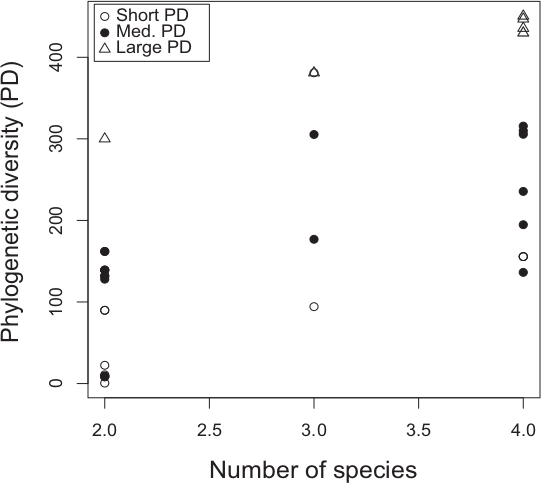 Short PD
Med. PD
Large PD
Phylogenetic diversity (PD)
400
300
200
100
0
2.0 2.5 3.0 3.5 4.0
Number of species